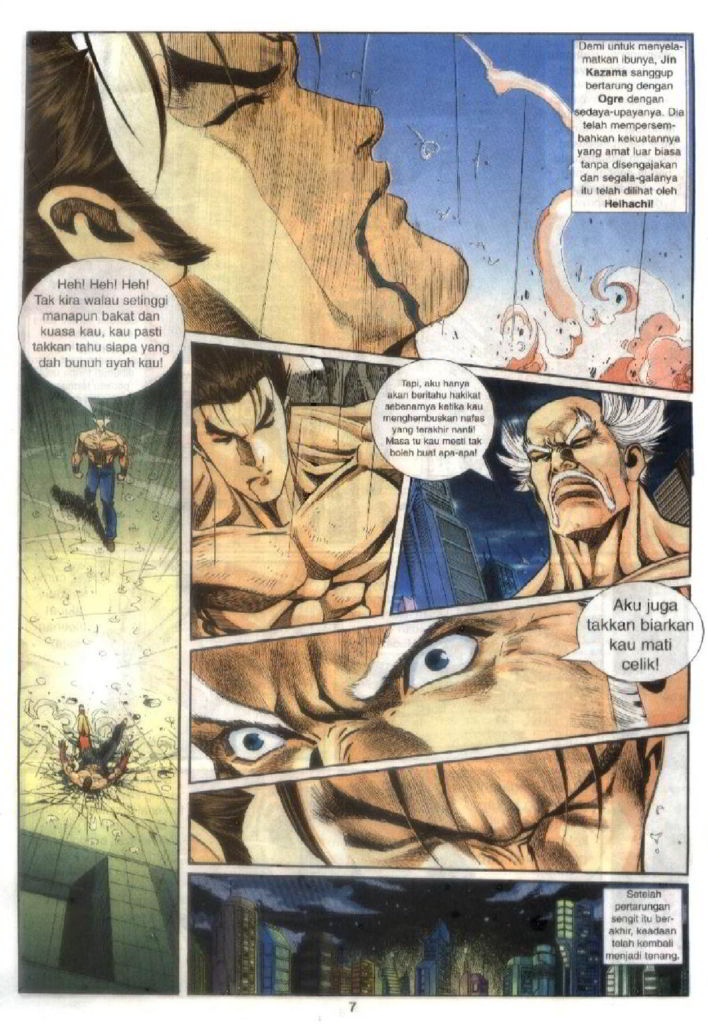 Demi untuk menyela-
matkan ibunya, Jin
Kazama sanggup
bertarung dengan
Ogre dengan
sedaya-upayanya. Dia
telah mempersem-
bahkan kekuatannya
yang amat luar biasa
tanpa disengajakan
dan segala-galanya
itu telah dilihat oleh
Heihachi!
Heh! Heh! Heh!
Tak kira walau setinggi
manapun bakat dan
kuasa kau, kau pasti
takkan tahu siapa yang
dah bunuh ayah kau!
Tapi, aku hanya
akan beritahu hakikat
sebenarnya ketika kau
menghembuskan nafas
yang terakhir nanti!
Masa tu kau mesti tak
boleh buat apa-apa!
Aku juga
takkan biarkan
kau mati
celik!
Setelah
pertarungan
sengit itu ber-
akhir, keadaan
telah kembali
menjadi tenang.
7